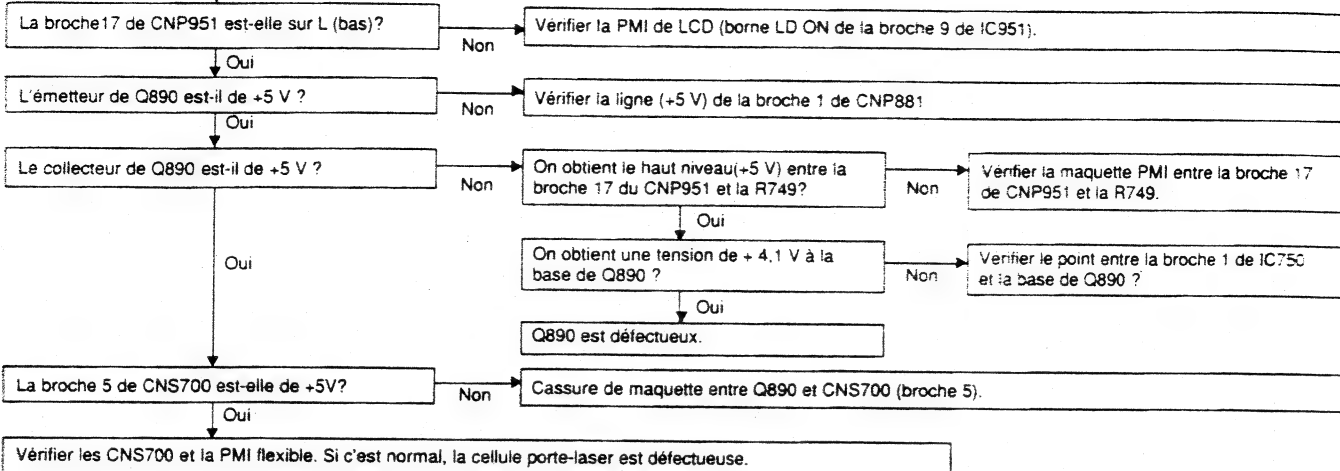 La broche17 de CNP951 est-elle sur L (bas)?
Non
Vérifier la PMI de LCD (borne LD ON de la broche 9 de IC951).
Oui
L'émetteur de Q890 est-il de +5 V ?
Non
Vérifier la ligne (+5 V) de la broche 1 de CNP881
Oui
Le collecteur de Q890 est-il de +5 V ?
Non
On obtient le haut niveau(+5 V) entre la
broche 17 du CNP951 et la R749?
Non
Vérifier la maquette PMI entre la broche 17
de CNP951 et la R749.
Oui
Oui
On obtient une tension de + 4,1 V à la
base de Q890 ?
Non
Verifier le point entre la broche 1 de IC750
et la base de Q890 ?
Oui
Q890 est défectueux.
La broche 5 de CNS700 est-elle de +5V?
Non
Cassure de maquette entre Q890 et CNS700 (broche 5).
Oui
Vérifier les CNS700 et la PMI flexible. Si c'est normal, la cellule porte-laser est défectueuse.